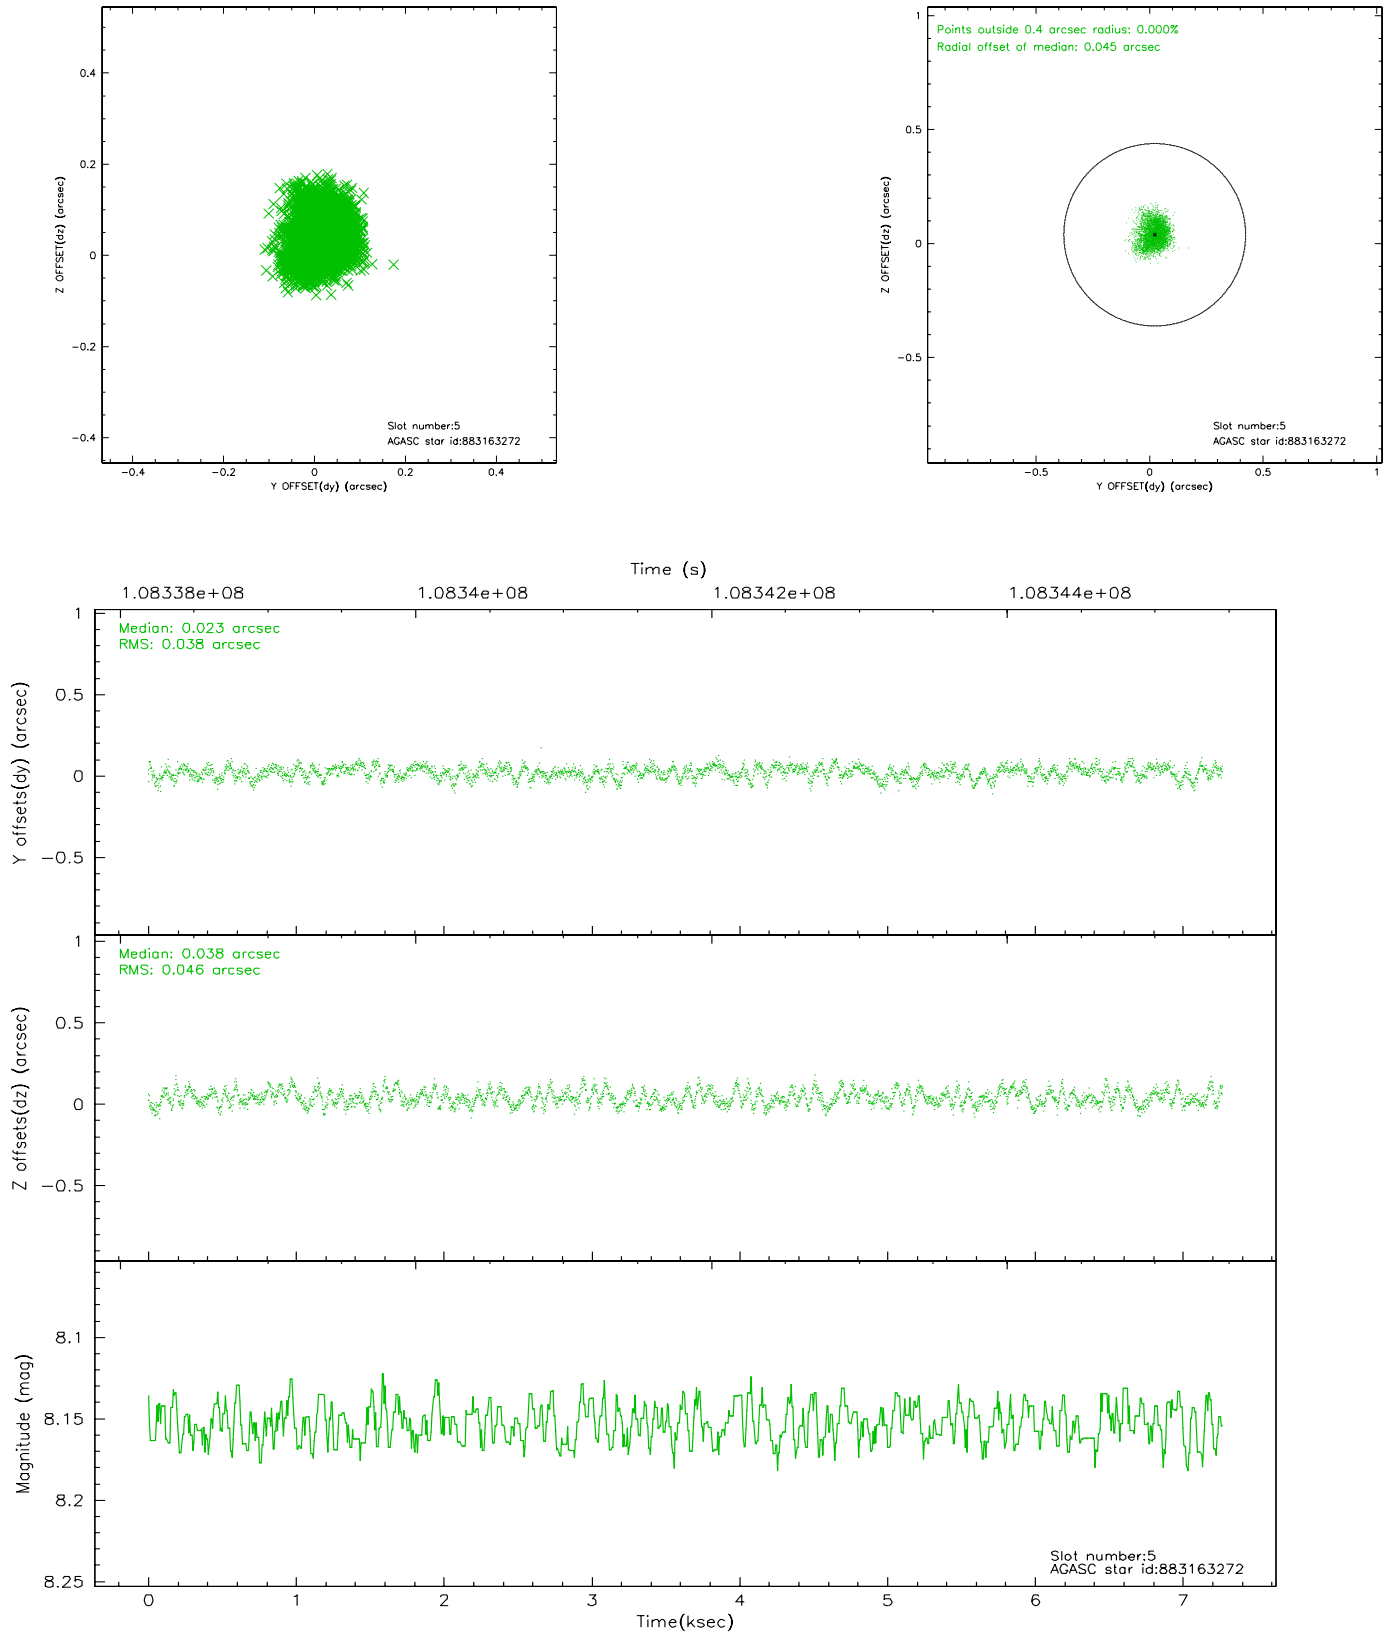 0.4
0.2
0
−0.2
−0.4
Z OFFSET(dz) (arcsec)
Slot number:5
AGASC star id:883163272
−0.4 −0.2 0 0.2 0.4
Y OFFSET(dy) (arcsec)
Points outside 0.4 arcsec radius: 0.000%
Radial offset of median: 0.045 arcsec
1
0.5
0
−0.5
Z OFFSET(dz) (arcsec)
Slot number:5
AGASC star id:883163272
−0.5 0 0.5 1
Y OFFSET(dy) (arcsec)
Time (s)
1.08338e+08 1.0834e+08 1.08342e+08 1.08344e+08
Median: 0.023 arcsec
RMS: 0.038 arcsec
1
0.5
0
−0.5
Y offsets(dy) (arcsec)
Median: 0.038 arcsec
RMS: 0.046 arcsec
1
0.5
0
−0.5
Z offsets(dz) (arcsec)
8.1
8.15
8.2
8.25
Magnitude (mag)
Slot number:5
AGASC star id:883163272
0 1 2 3 4 5 6 7
Time(ksec)